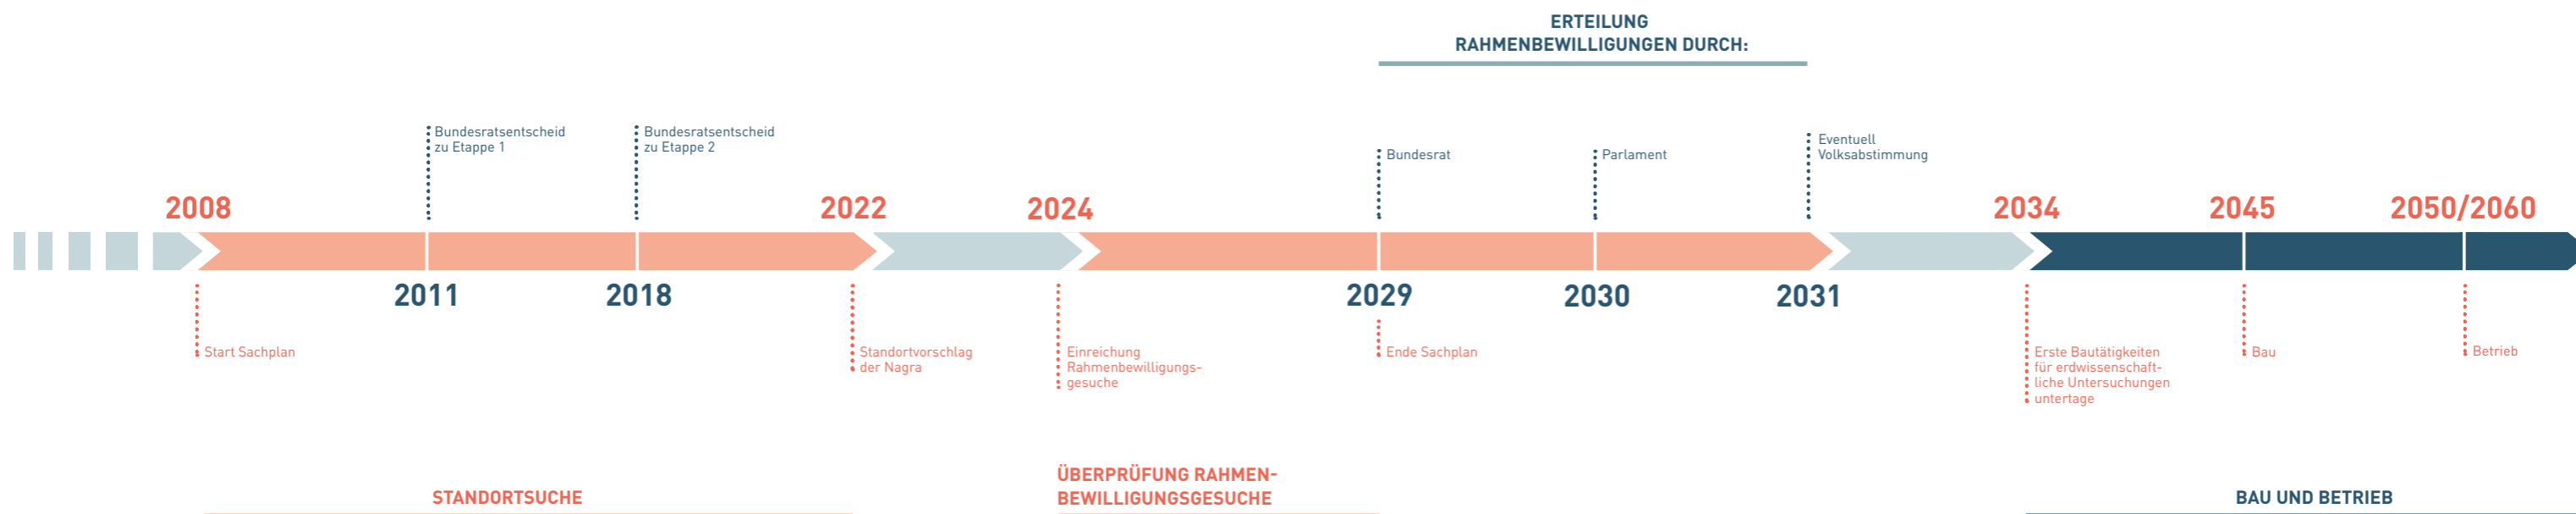 ERTEILUNG
RAHMENBEWILLIGUNGEN DURCH:
Bundesratsentscheid
zu Etappe 1
Bundesratsentscheid
zu Etappe 2
Bundesrat
Parlament
Eventuell
Volksabstimmung
2008
2022
2024
2034
2045
2050/2060
2011
2018
2029
2030
2031
Start Sachplan
Standortvorschlag
der Nagra
Einreichung
Rahmenbewilligungs-
gesuche
Ende Sachplan
Erste Bautätigkeiten
für erdwissenschaft-
liche Untersuchungen
untertage
Bau
Betrieb
STANDORTSUCHE
ÜBERPRÜFUNG RAHMEN-
BEWILLIGUNGSGESUCHE
BAU UND BETRIEB